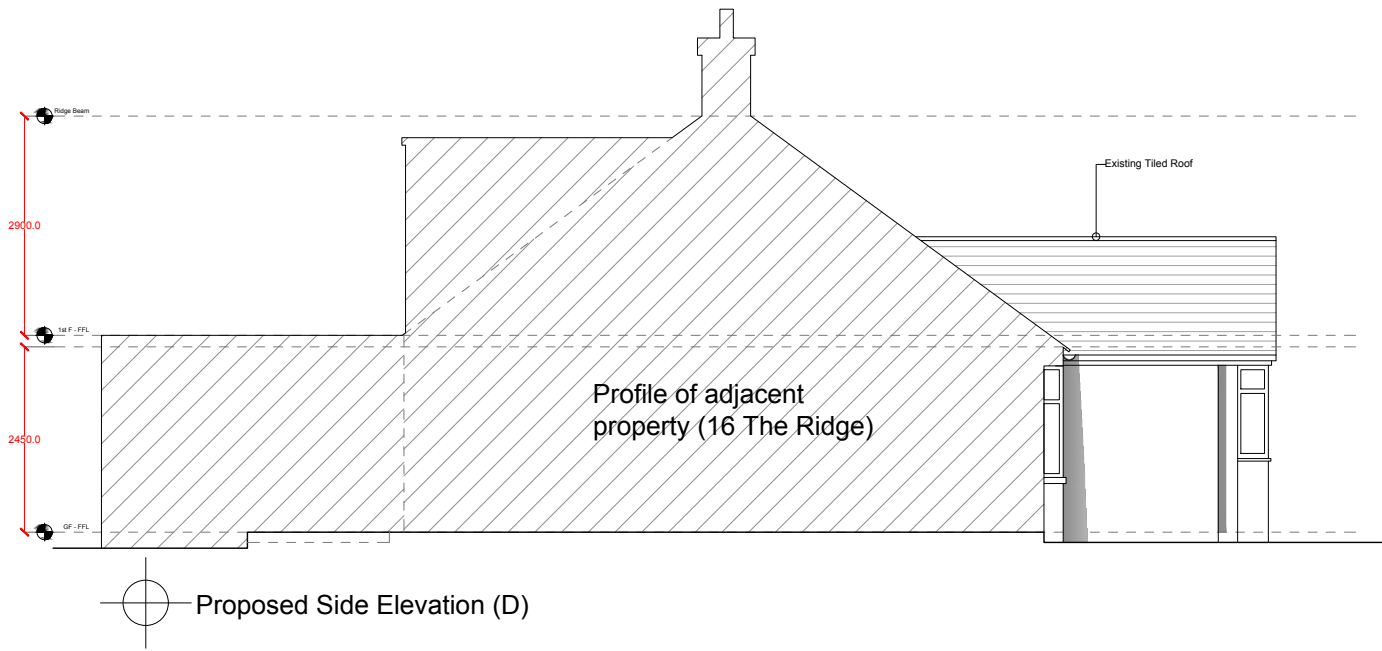 Ridge Beam
Existing Tiled Roof
2900.0
1st F - FFL
Profile of adjacent
property (16 The Ridge)
2450.0
GF - FFL
Proposed Side Elevation (D)